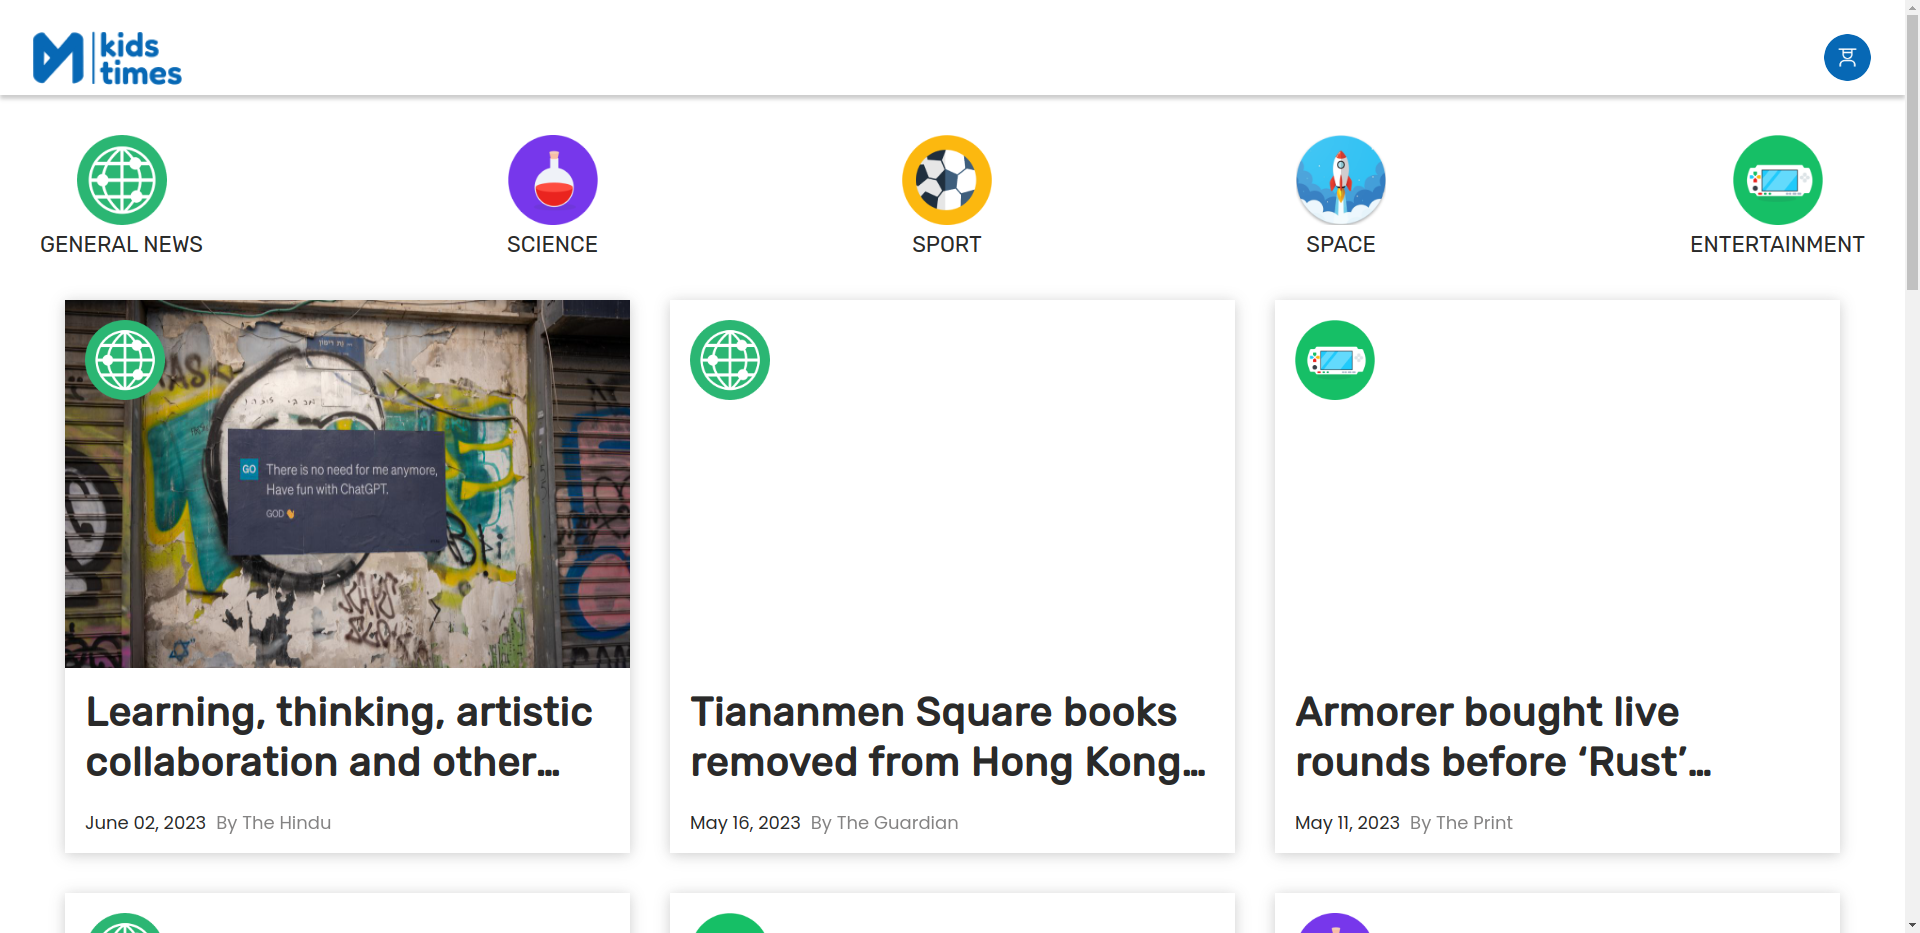 kids
times
GENERAL NEWS
SCIENCE
SPORT
SPACE
ENTERTAINMENT
GO There is no need for me anymore,
Have fun with ChatGPT.
GOD 👋
Learning, thinking, artistic
collaboration and other...
June 02, 2023 By The Hindu
Tiananmen Square books
removed from Hong Kong...
May 16, 2023 By The Guardian
Armorer bought live
rounds before ‘Rust’...
May 11, 2023 By The Print